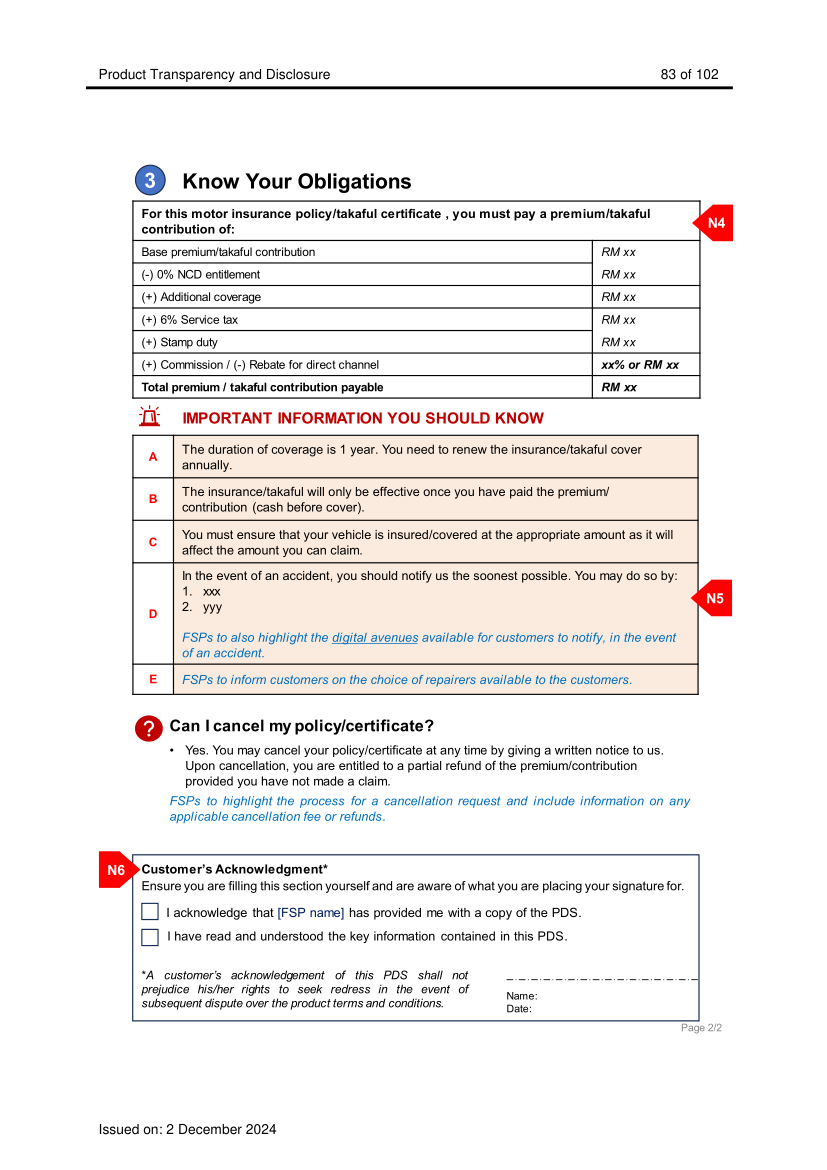 Product Transparency and Disclosure 83 of 102
3 Know Your Obligations
For this motor insurance policy/takaful certificate , you must pay a premium/takaful
contribution of:
N4
Base premium/takaful contribution RM xx
(-) 0% NCD entitlement RM xx
(+) Additional coverage RM xx
(+) 6% Service tax RM xx
(+) Stamp duty RM xx
(+) Commission / (-) Rebate for direct channel xx% or RM xx
Total premium / takaful contribution payable RM xx
IMPORTANT INFORMATION YOU SHOULD KNOW
A The duration of coverage is 1 year. You need to renew the insurance/takaful cover
annually.
B The insurance/takaful will only be effective once you have paid the premium/
contribution (cash before cover).
C You must ensure that your vehicle is insured/covered at the appropriate amount as it will
affect the amount you can claim.
D In the event of an accident, you should notify us the soonest possible. You may do so by:
1. xxx
2. yyy
N5
FSPs to also highlight the digital avenues available for customers to notify, in the event
of an accident.
E FSPs to inform customers on the choice of repairers available to the customers.
? Can I cancel my policy/certificate?
• Yes. You may cancel your policy/certificate at any time by giving a written notice to us.
Upon cancellation, you are entitled to a partial refund of the premium/contribution
provided you have not made a claim.
FSPs to highlight the process for a cancellation request and include information on any
applicable cancellation fee or refunds.
N6 Customer's Acknowledgment*
Ensure you are filling this section yourself and are aware of what you are placing your signature for.
I acknowledge that [FSP name] has provided me with a copy of the PDS.
I have read and understood the key information contained in this PDS.
*A customer's acknowledgement of this PDS shall not
prejudice his/her rights to seek redress in the event of
subsequent dispute over the product terms and conditions.
Name:
Date:
Page 2/2
Issued on: 2 December 2024